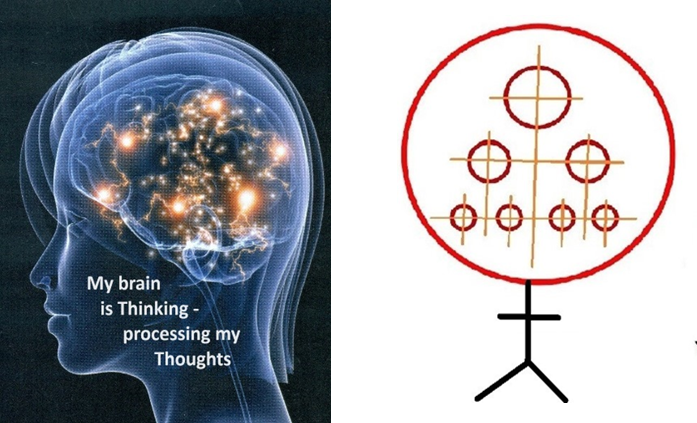 My brain
is Thinking -
processing my
Thoughts